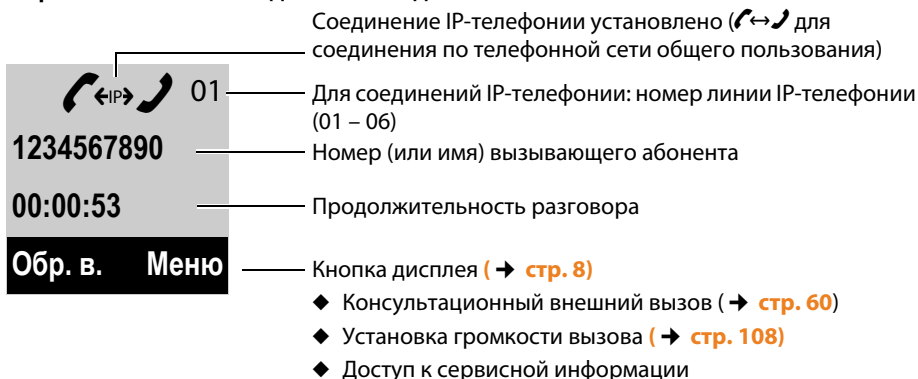 Соединение IP-телефонии установлено (↔ для
соединения по телефонной сети общего пользования)
IP 01
Для соединений IP-телефонии: номер линии IP-телефонии
(01 – 06)
1234567890
Номер (или имя) вызывающего абонента
00:00:53
Продолжительность разговора
Обр. в. Меню
Кнопка дисплея (➔ стр. 8)
◆ Консультационный внешний вызов (➔ стр. 60)
◆ Установка громкости вызова (➔ стр. 108)
◆ Доступ к сервисной информации